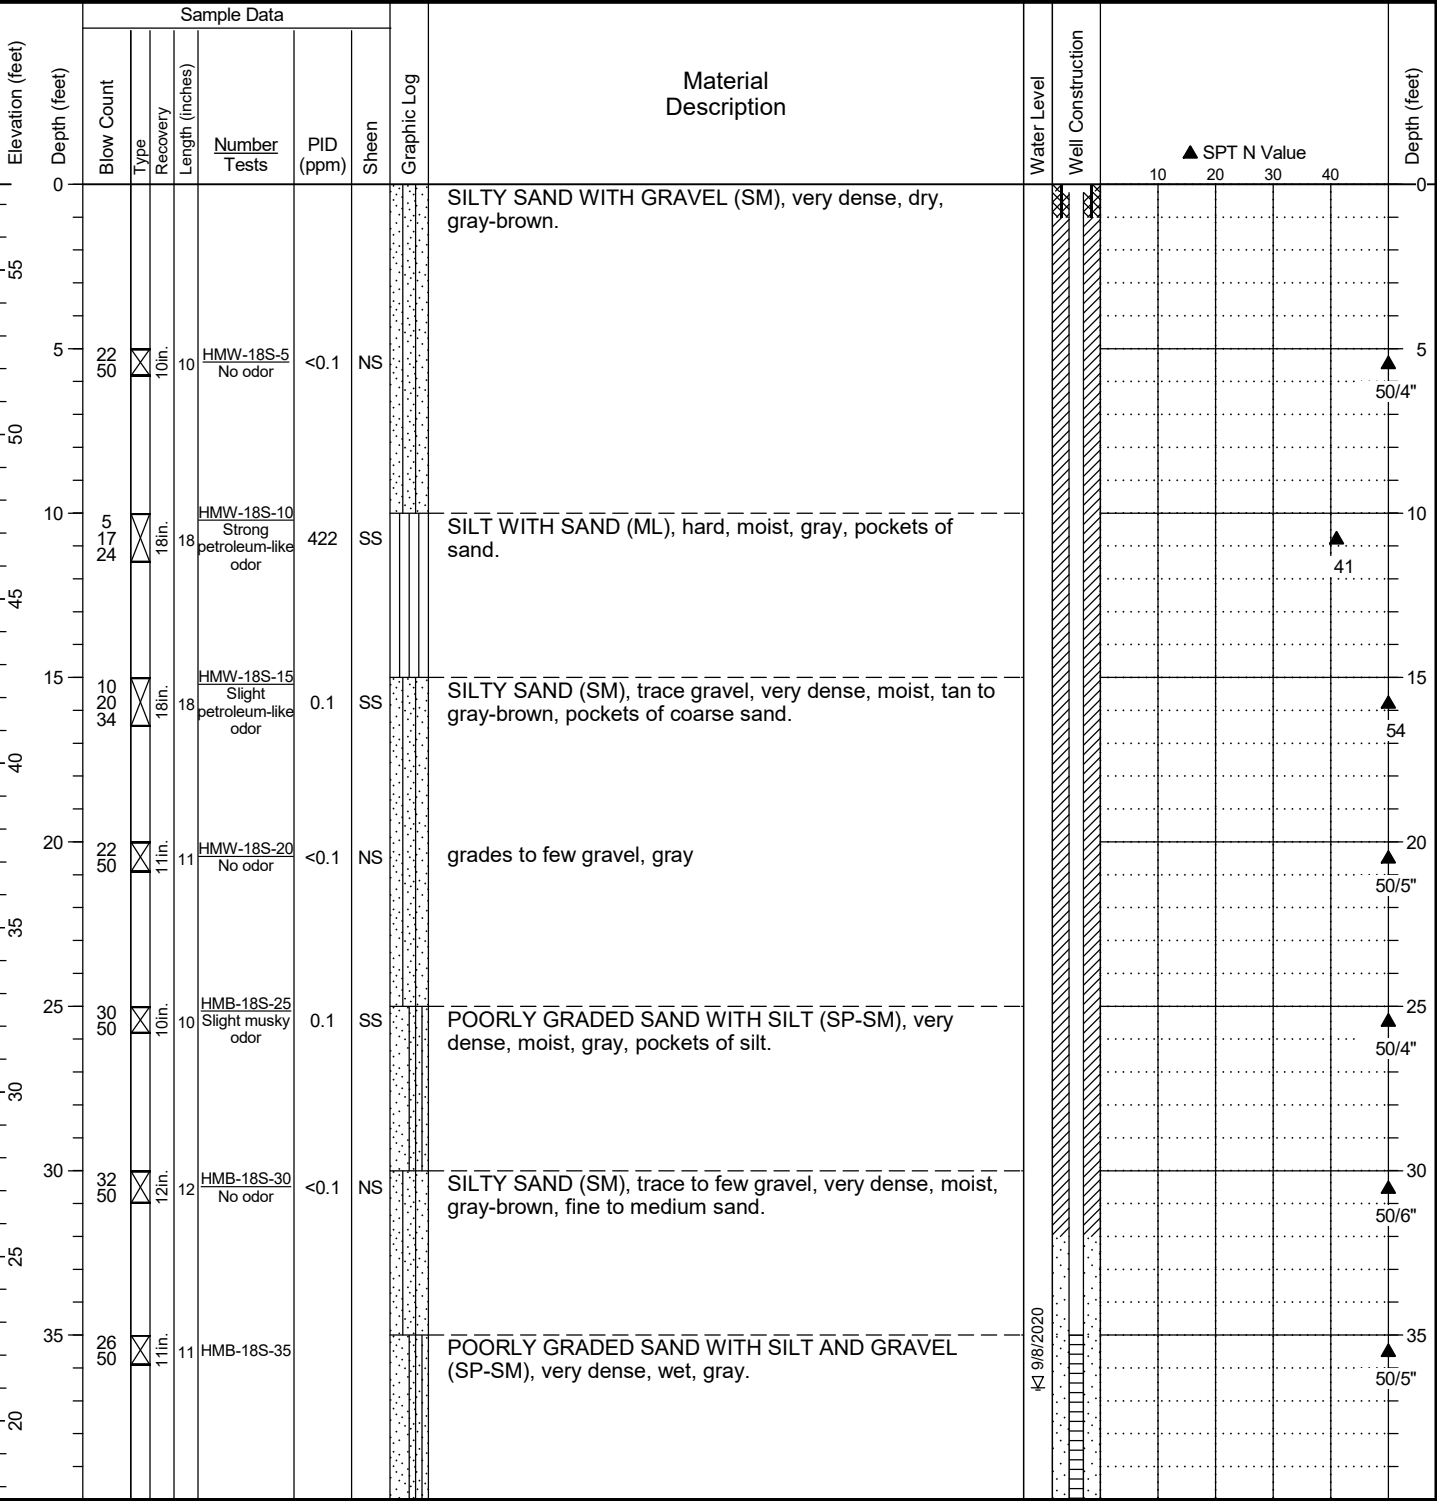 Sample Data
Elevation (feet)
Depth (feet)
Blow Count
Type
Recovery
Length (inches)
Number
Tests
PID
(ppm)
Sheen
Graphic Log
Material
Description
Water Level
Well Construction
▲ SPT N Value
10 20 30 40
Depth (feet)
0
SILTY SAND WITH GRAVEL (SM), very dense, dry,
gray-brown.
0
55
5
22
50
10in.
10
HMW-18S-5
No odor
<0.1
NS
5
50/4"
50
10
5
17
24
18in.
18
HMW-18S-10
Strong
petroleum-like
odor
422
SS
SILT WITH SAND (ML), hard, moist, gray, pockets of
sand.
10
41
45
15
10
20
34
18in.
18
HMW-18S-15
Slight
petroleum-like
odor
0.1
SS
SILTY SAND (SM), trace gravel, very dense, moist, tan to
gray-brown, pockets of coarse sand.
15
54
40
20
22
50
11in.
11
HMW-18S-20
No odor
<0.1
NS
grades to few gravel, gray
20
50/5"
35
25
30
50
10in.
10
HMB-18S-25
Slight musky
odor
0.1
SS
POORLY GRADED SAND WITH SILT (SP-SM), very
dense, moist, gray, pockets of silt.
25
50/4"
30
30
32
50
12in.
12
HMB-18S-30
No odor
<0.1
NS
SILTY SAND (SM), trace to few gravel, very dense, moist,
gray-brown, fine to medium sand.
30
50/6"
25
35
26
50
11in.
11
HMB-18S-35
POORLY GRADED SAND WITH SILT AND GRAVEL
(SP-SM), very dense, wet, gray.
9/8/2020
35
50/5"
20